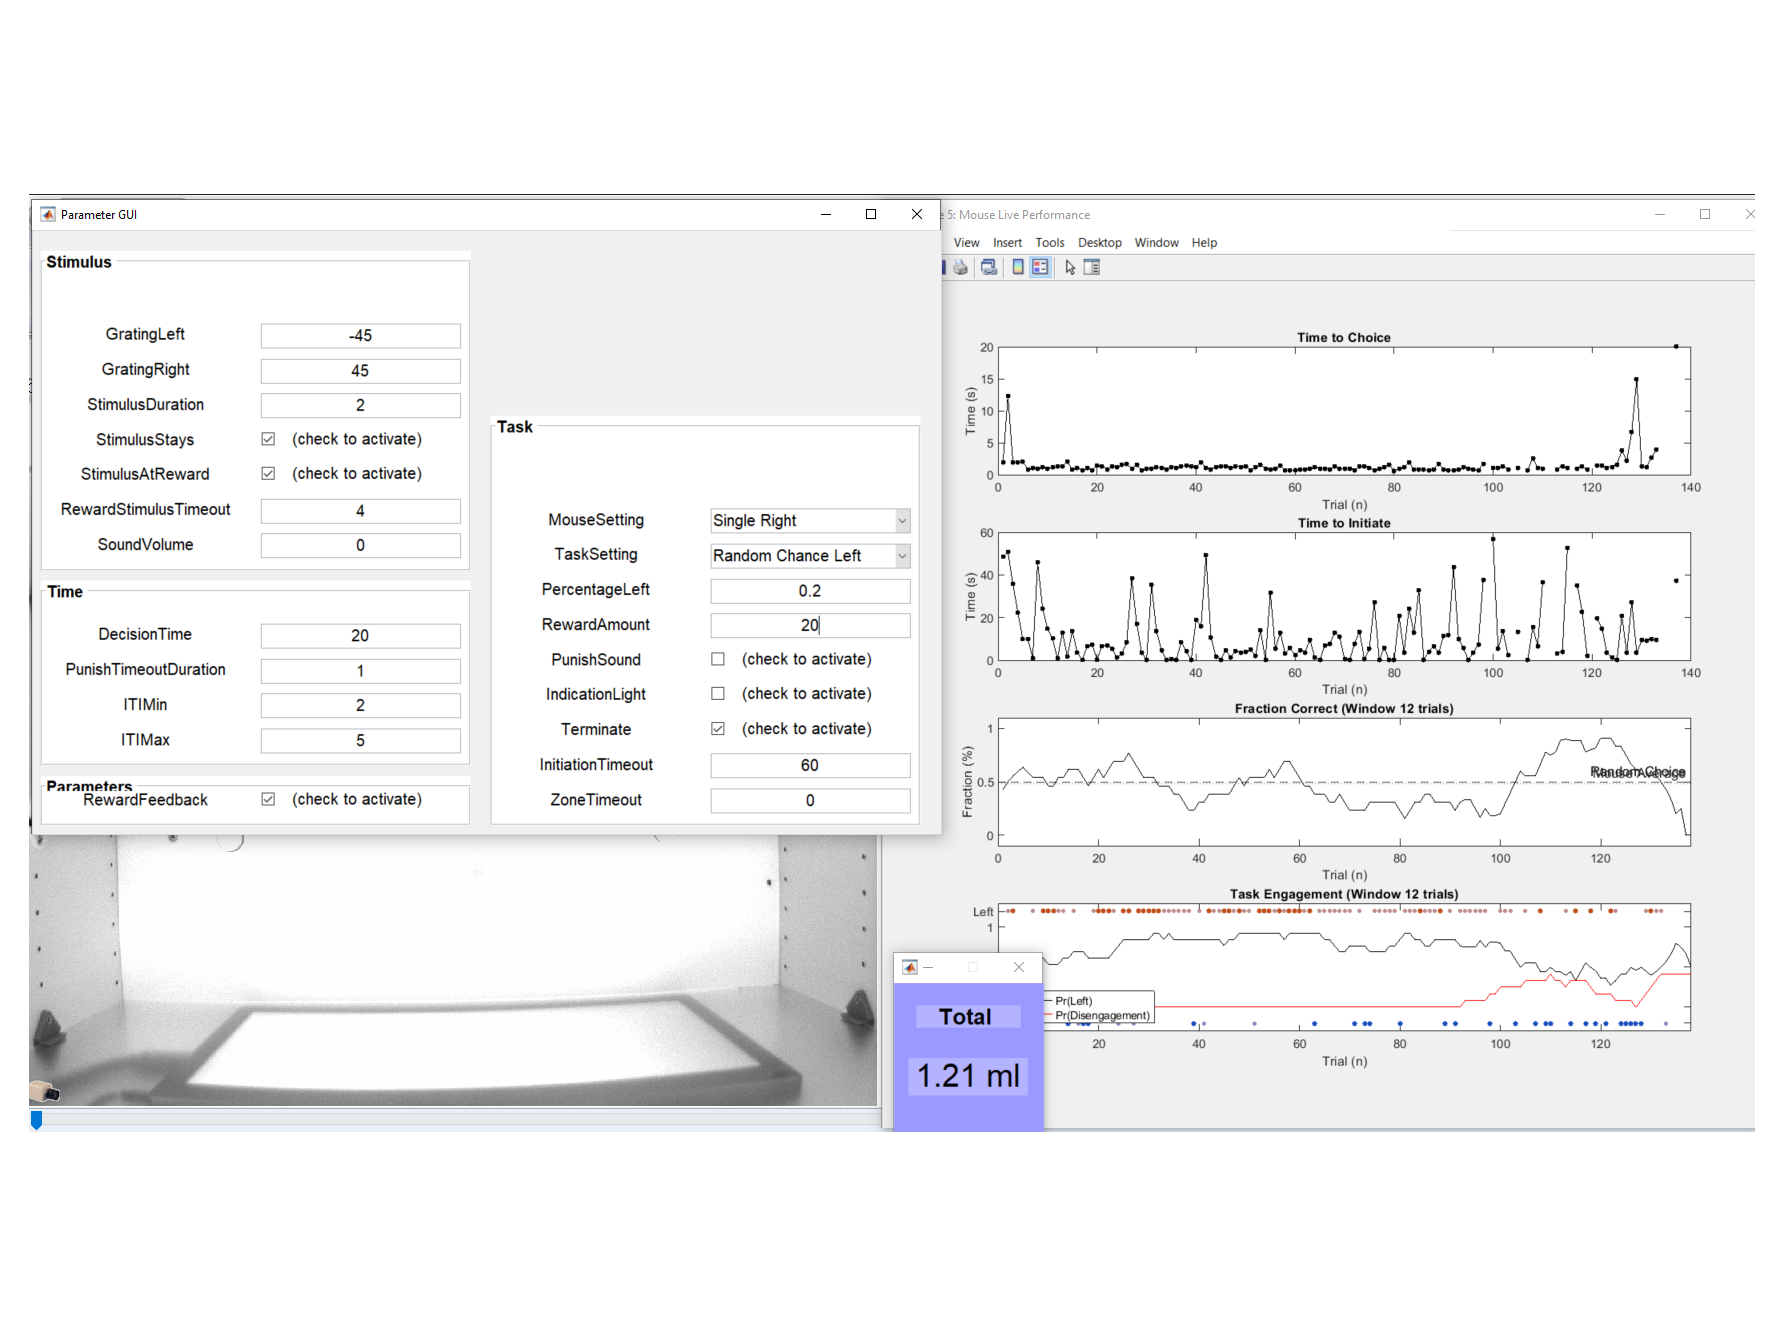 Parameter GUI
Stimulus
GratingLeft -45
GratingRight 45
StimulusDuration 2
StimulusStays (check to activate)
StimulusAtReward (check to activate)
RewardStimulusTimeout 4
SoundVolume 0
Time
DecisionTime 20
PunishTimeoutDuration 1
ITIMin 2
ITIMax 5
Parameters
RewardFeedback (check to activate)
Task
MouseSetting Single Right
TaskSetting Random Chance Left
PercentageLeft 0.2
RewardAmount 20
PunishSound (check to activate)
IndicationLight (check to activate)
Terminate (check to activate)
InitiationTimeout 60
ZoneTimeout 0
e 5: Mouse Live Performance
View Insert Tools Desktop Window Help
Time to Choice
20
15
10
5
0
Time (s)
0 20 40 60 80 100 120 140
Trial (n)
Time to Initiate
60
40
20
0
Time (s)
0 20 40 60 80 100 120 140
Trial (n)
Fraction Correct (Window 12 trials)
1
0.5
0
Fraction (%)
Random Choice
Mouse Average
0 20 40 60 80 100 120
Trial (n)
Task Engagement (Window 12 trials)
Left
1
Pr(Left)
Pr(Disengagement)
20 40 60 80 100 120
Trial (n)
Total
1.21 ml